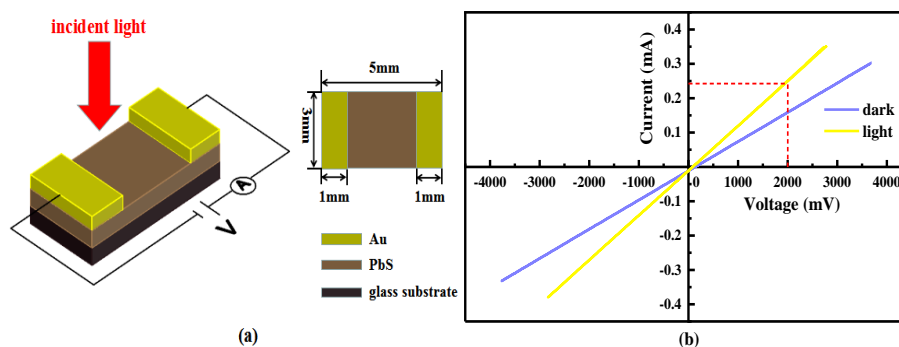 incident light
A
V
5mm
3mm
1mm
1mm
Au
PbS
glass substrate
(a)
Current (mA)
0.4
0.3
0.2
0.1
-0.1
-0.2
-0.3
-0.4
-4000 -3000 -2000 -1000 0 1000 2000 3000 4000
Voltage (mV)
dark
light
(b)